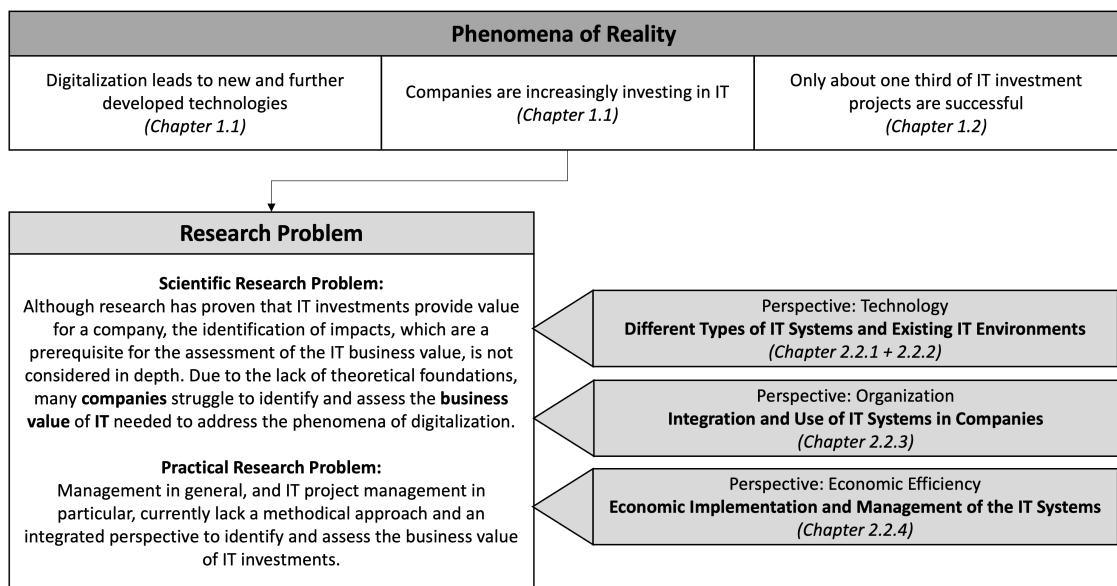 Phenomena of Reality
Digitalization leads to new and further
developed technologies
(Chapter 1.1)
Companies are increasingly investing in IT
(Chapter 1.1)
Only about one third of IT investment
projects are successful
(Chapter 1.2)
Research Problem
Scientific Research Problem:
Although research has proven that IT investments provide value
for a company, the identification of impacts, which are a
prerequisite for the assessment of the IT business value, is not
considered in depth. Due to the lack of theoretical foundations,
many companies struggle to identify and assess the business
value of IT needed to address the phenomena of digitalization.
Practical Research Problem:
Management in general, and IT project management in
particular, currently lack a methodical approach and an
integrated perspective to identify and assess the business value
of IT investments.
Perspective: Technology
Different Types of IT Systems and Existing IT Environments
(Chapter 2.2.1 + 2.2.2)
Perspective: Organization
Integration and Use of IT Systems in Companies
(Chapter 2.2.3)
Perspective: Economic Efficiency
Economic Implementation and Management of the IT Systems
(Chapter 2.2.4)